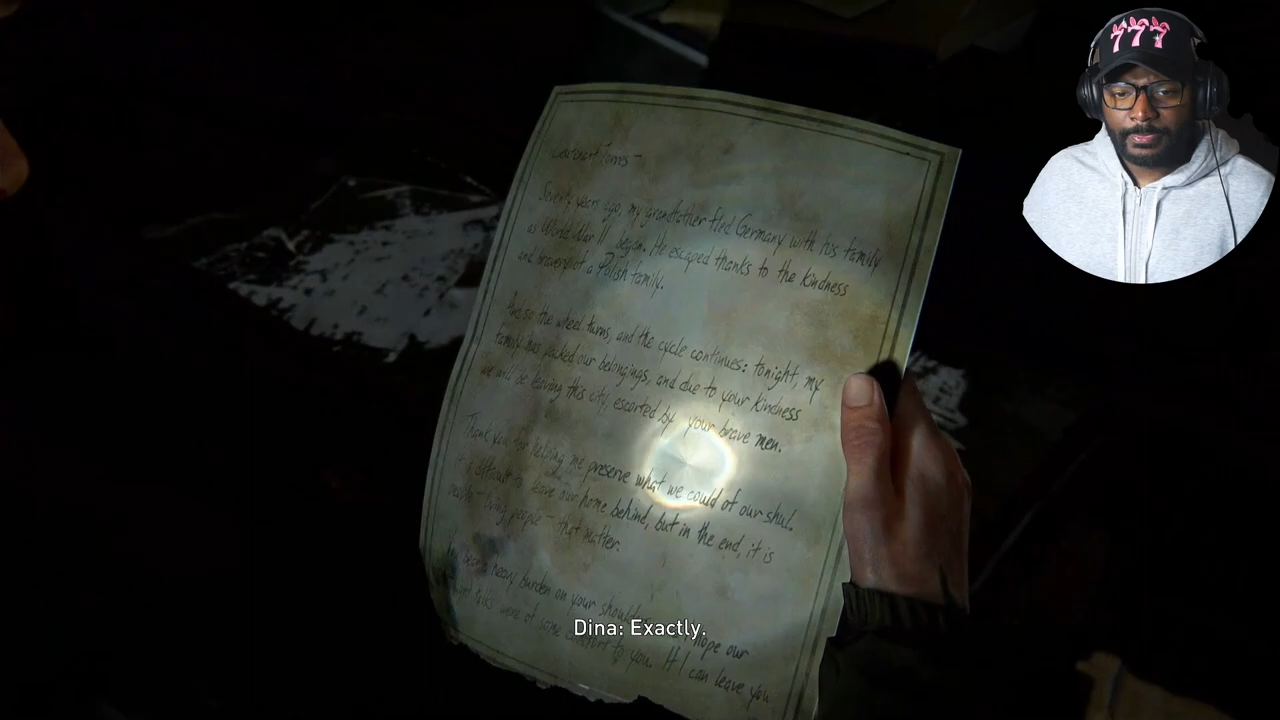 777
Lieutenant Torres -
Seventy years ago, my grandfather fled Germany with his family
as World War II began. He escaped thanks to the kindness
and bravery of a Polish family.
And so the wheel turns, and the cycle continues: tonight, my
family has packed our belongings, and due to your kindness
we will be leaving this city, escorted by your brave men.
Thank you for helping me preserve what we could of our shul.
It is difficult to leave our home behind, but in the end, it is
people - living people - that matter.
heavy burden on your shoulders hope our
talks were of some comfort to you. If I can leave you
Dina: Exactly.